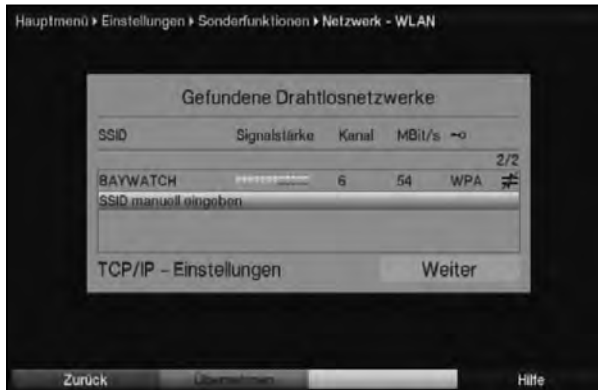 Hauptmenü ▸ Einstellungen ▸ Sonderfunktionen ▸ Netzwerk - WLAN
Gefundene Drahtlosnetzwerke
SSID Signalstärke Kanal MBit/s
2/2
BAYWATCH 6 54 WPA
SSID manuell eingeben
TCP/IP - Einstellungen Weiter
Zurück Übernehmen Hilfe